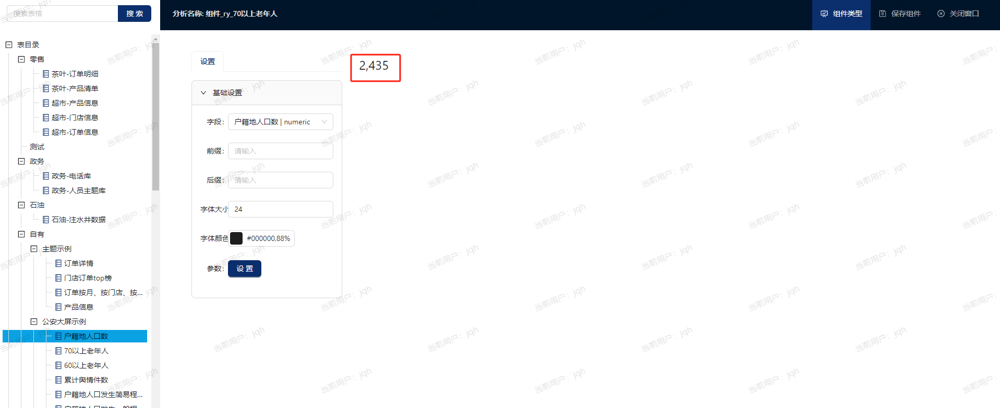 搜索表格
搜 索
分析名称: 组件_ry_70以上老年人
组件类型
保存组件
关闭窗口
表目录
零售
茶叶-订单明细
茶叶-产品清单
超市-产品信息
超市-门店信息
超市-订单信息
测试
政务
政务-电话库
政务-人员主题库
石油
石油-注水井数据
自有
主题示例
订单详情
门店订单top榜
订单按月、按门店、按...
产品信息
公安大屏示例
户籍地人口数
70以上老年人
60以上老年人
累计舆情件数
户籍地人口发生简易程...
户籍地人口发生一般程...
设置
基础设置
字段:
户籍地人口数 | numeric
前缀:
请输入
后缀:
请输入
字体大小
24
字体颜色
#000000,88%
参数:
设 置
2,435
当前用户：jqh